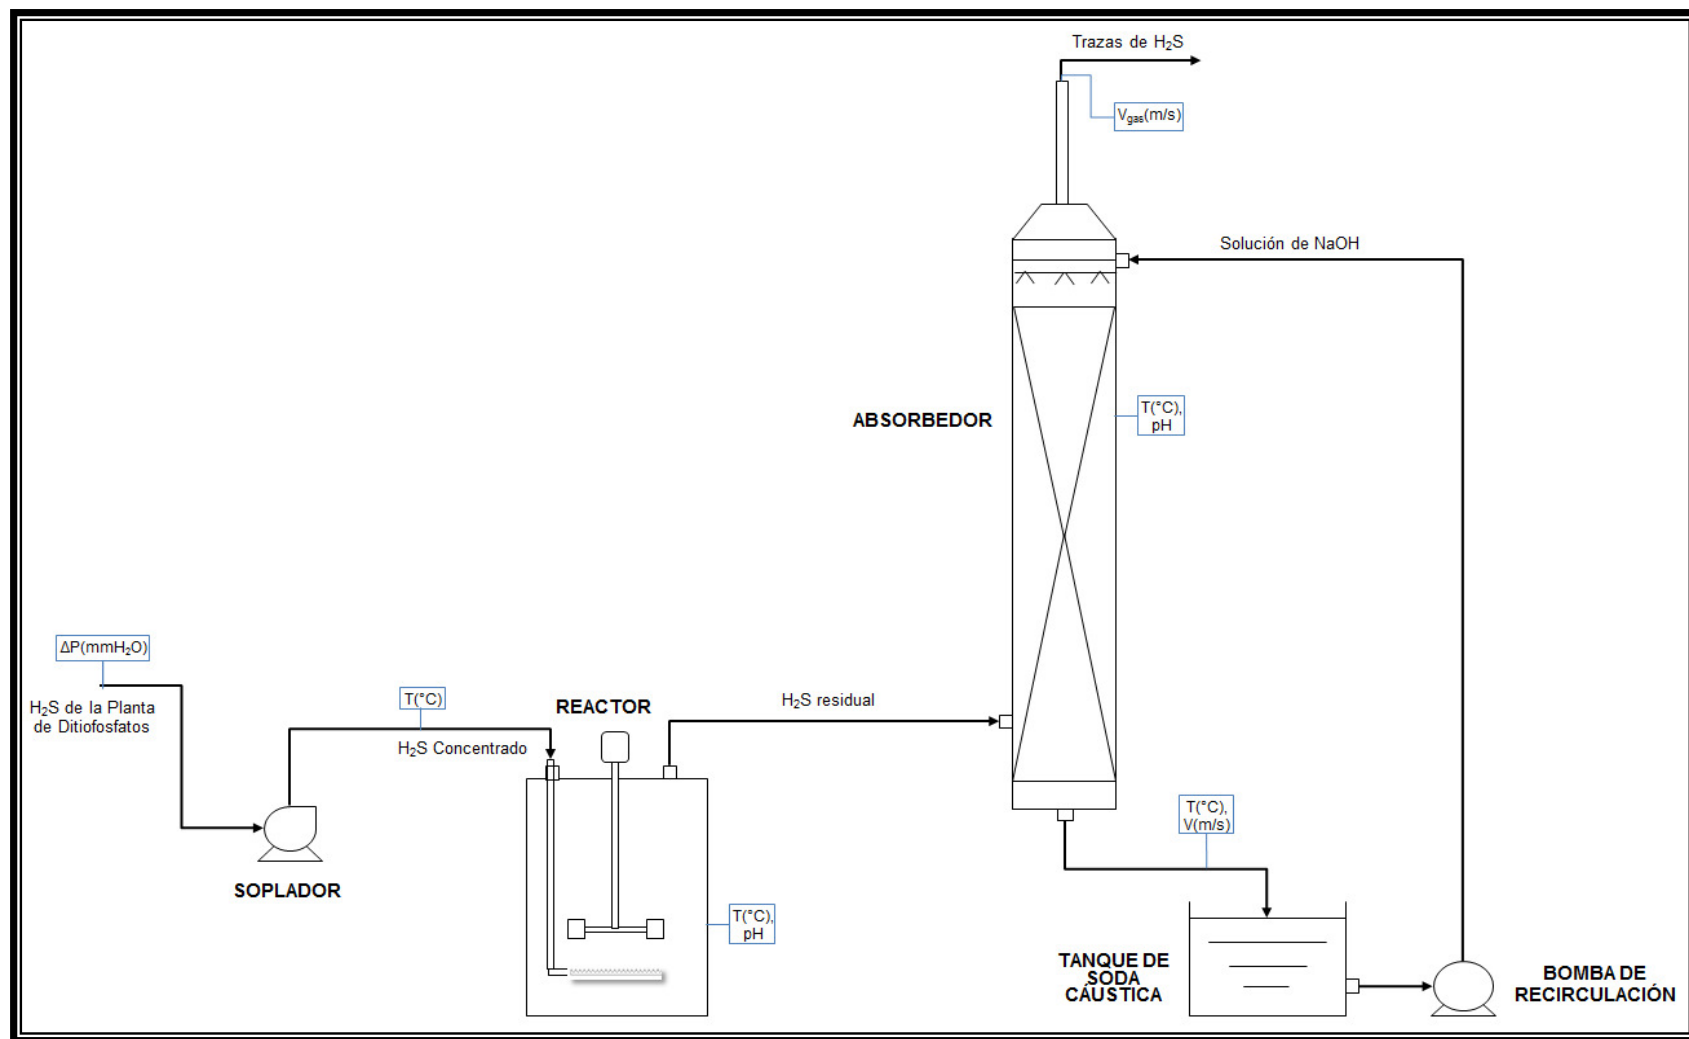 Trazas de H₂S
V gas(m/s)
Solución de NaOH
ABSORBEDOR
T(°C),
pH
ΔP(mmH₂O)
H₂S de la Planta
de Ditiofosfatos
T(°C)
H₂S Concentrado
REACTOR
H₂S residual
SOPLADOR
T(°C),
pH
T(°C),
V(m/s)
TANQUE DE
SODA
CÁUSTICA
BOMBA DE
RECIRCULACIÓN